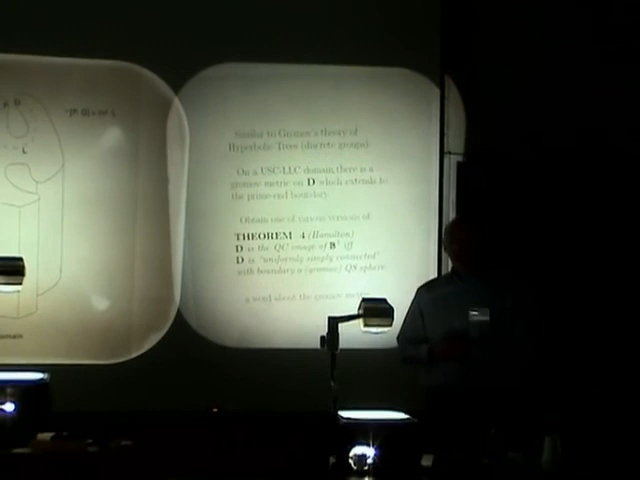 Similar to Gromov's theory of
Hyperbolic Trees (discrete groups).
On a USC-LLC domain there is a
gromov metric on D which extends to
the prime-end boundary.
Obtain one of various versions of:
THEOREM 4 (Hamilton)
D is the QC image of B³ iff
D is "uniformly simply connected"
with boundary a (gromov) QS sphere.
a word about the gromov metric
omain